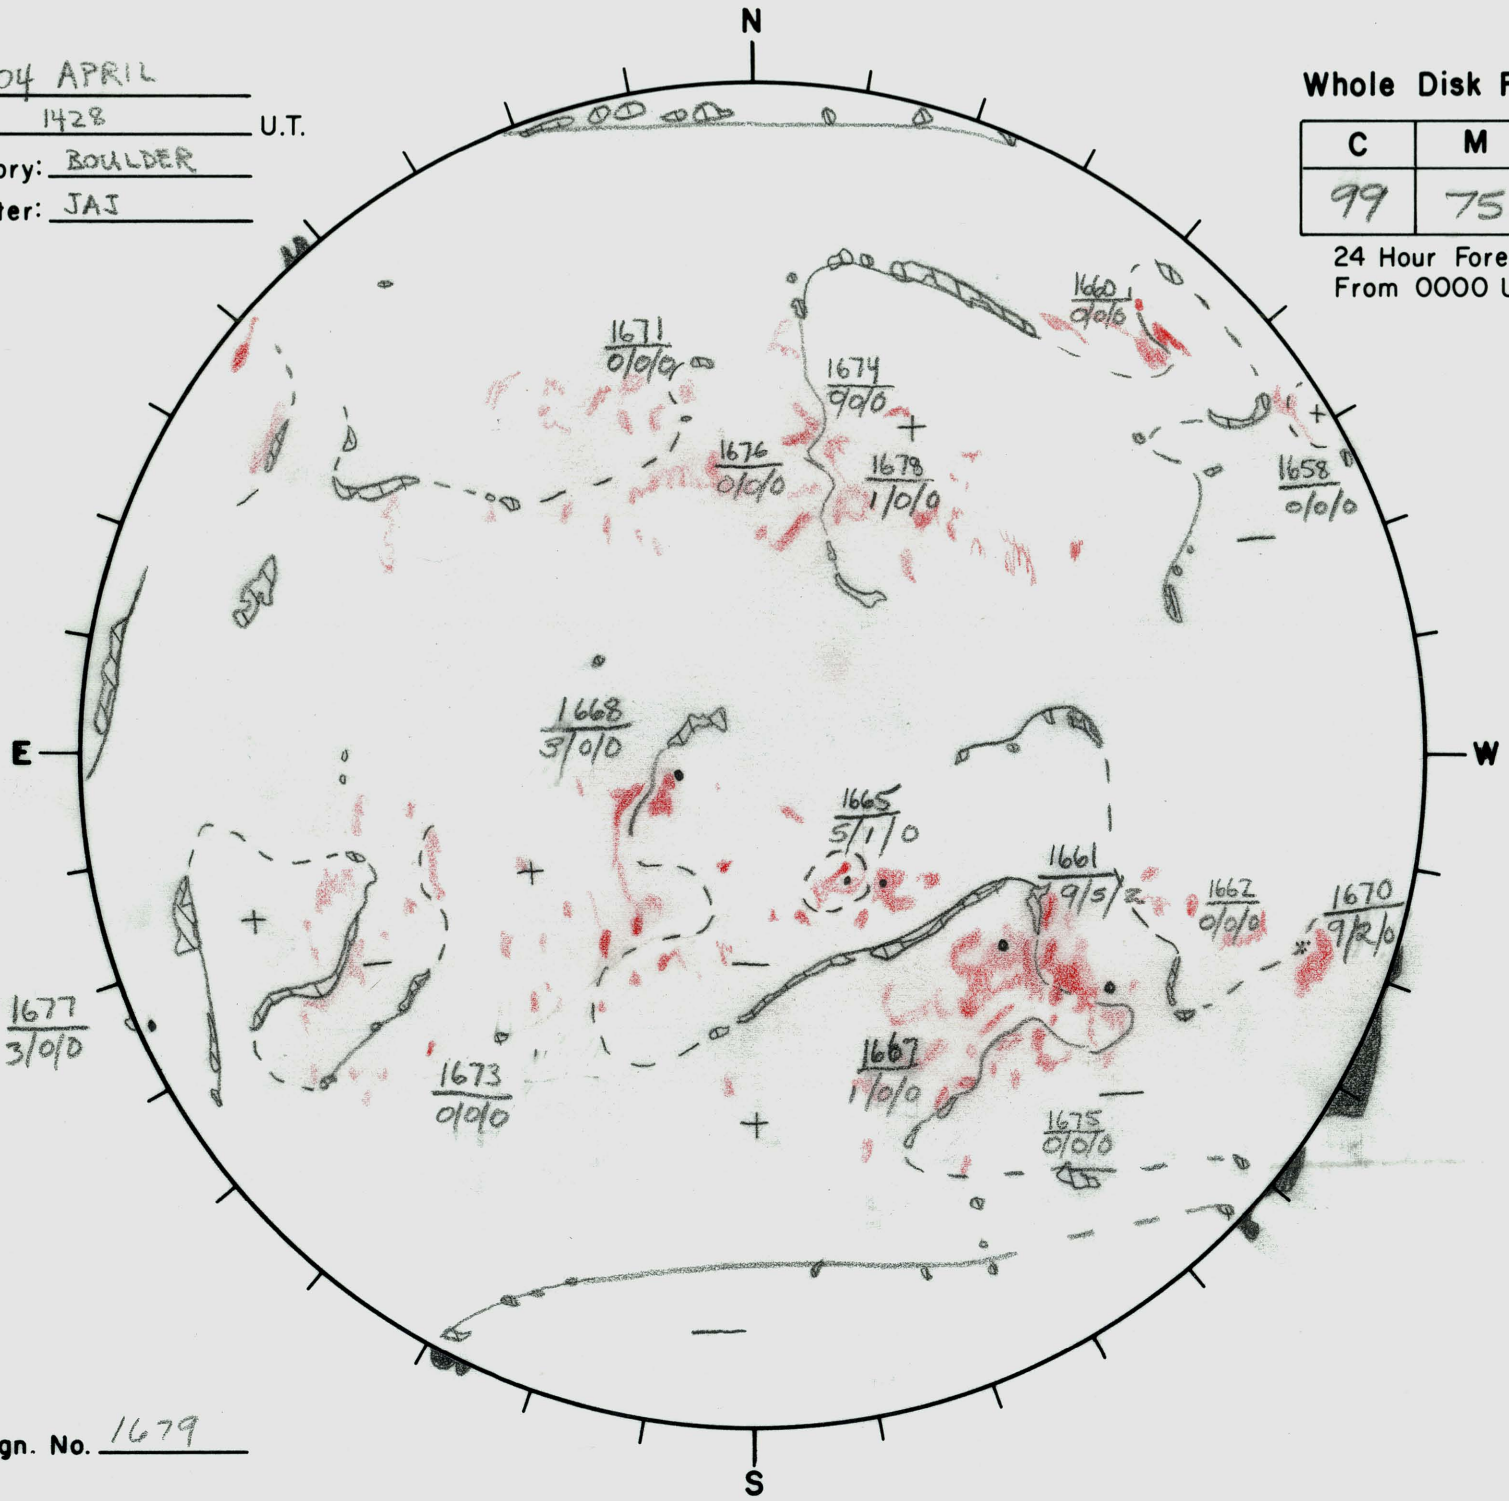 N
04 APRIL
1428 U.T.
ory: BOULDER
ter: JAJ
Whole Disk F
C M
99 75
24 Hour Fore
From 0000 U
1660
0/0/0
1671
0/0/0
1674
0/0/0
1676
0/0/0
1678
1/0/0
1658
0/0/0
1668
3/0/0
E
W
1665
5/1/0
1661
9/5/2
1662
0/0/0
1670
9/2/0
1677
3/0/0
1673
0/0/0
1667
1/0/0
1675
0/0/0
gn. No. 1679
S